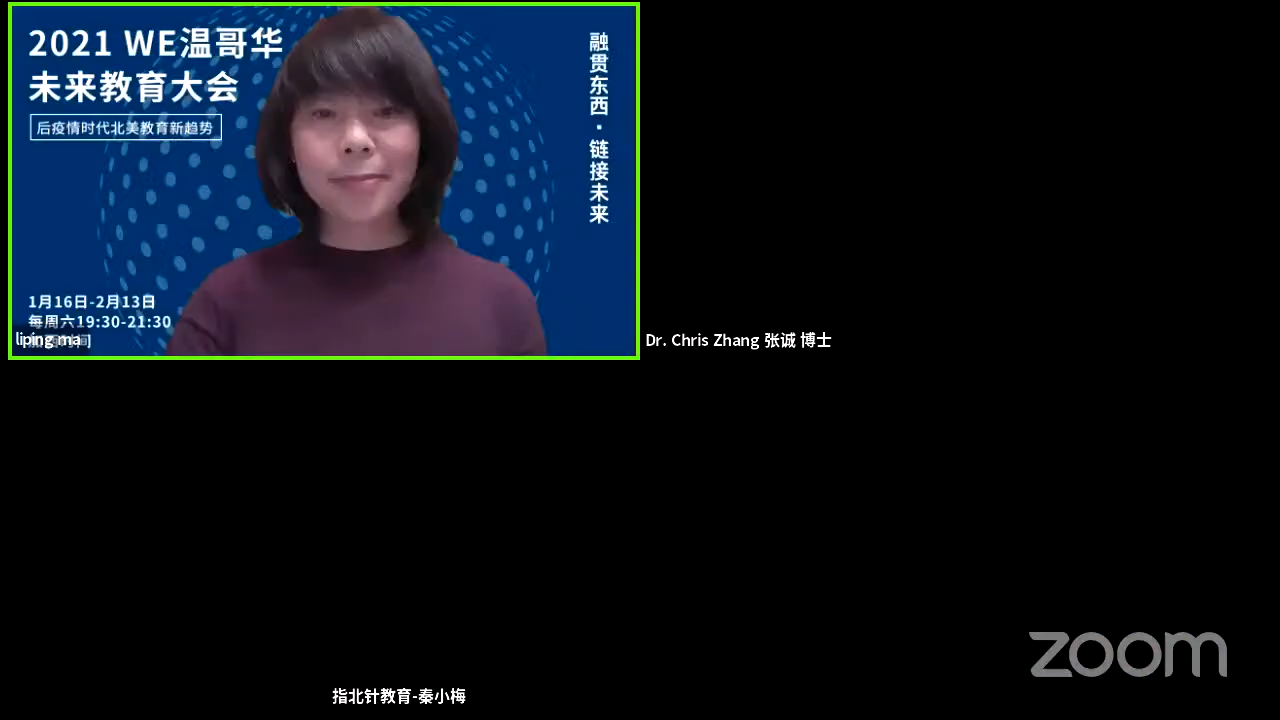 2021 WE温哥华
未来教育大会
后疫情时代北美教育新趋势
融贯东西·链接未来
1月16日-2月13日
每周六19:30-21:30
liping ma
Dr. Chris Zhang 张诚 博士
指北针教育-秦小梅
zoom